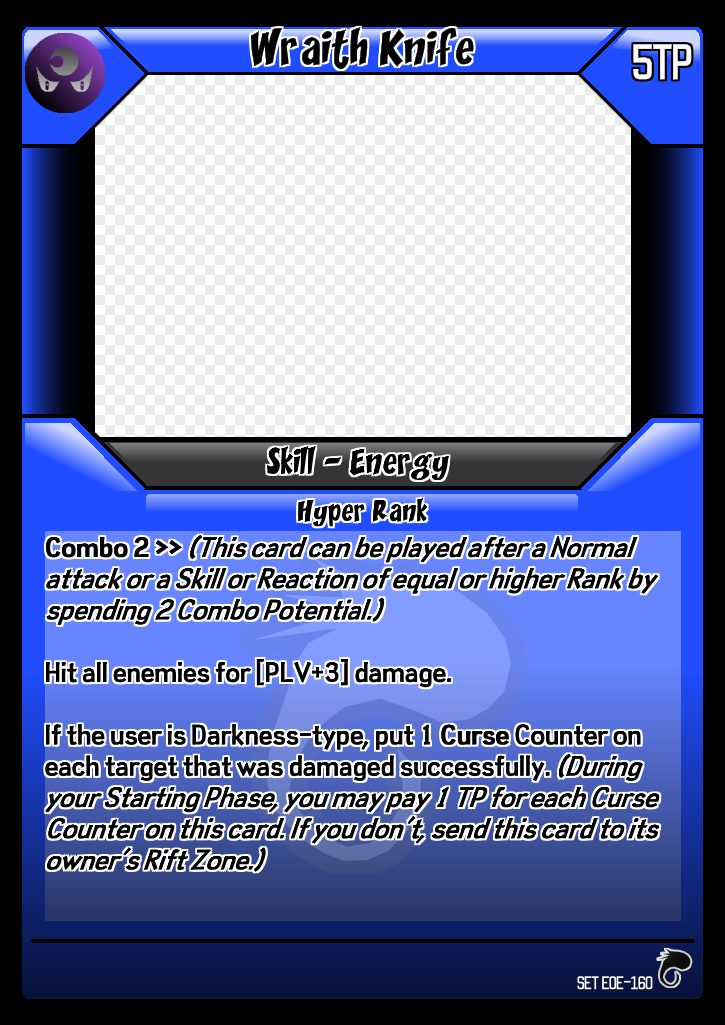 Wraith Knife
5TP
Skill - Energy
Hyper Rank
Combo 2 >> (This card can be played after a Normal
attack or a Skill or Reaction of equal or higher Rank by
spending 2 Combo Potential.)
Hit all enemies for [PLV+3] damage.
If the user is Darkness-type, put 1 Curse Counter on
each target that was damaged successfully. (During
your Starting Phase, you may pay 1 TP for each Curse
Counter on this card. If you don't, send this card to its
owner's Rift Zone.)
SET EOE-160